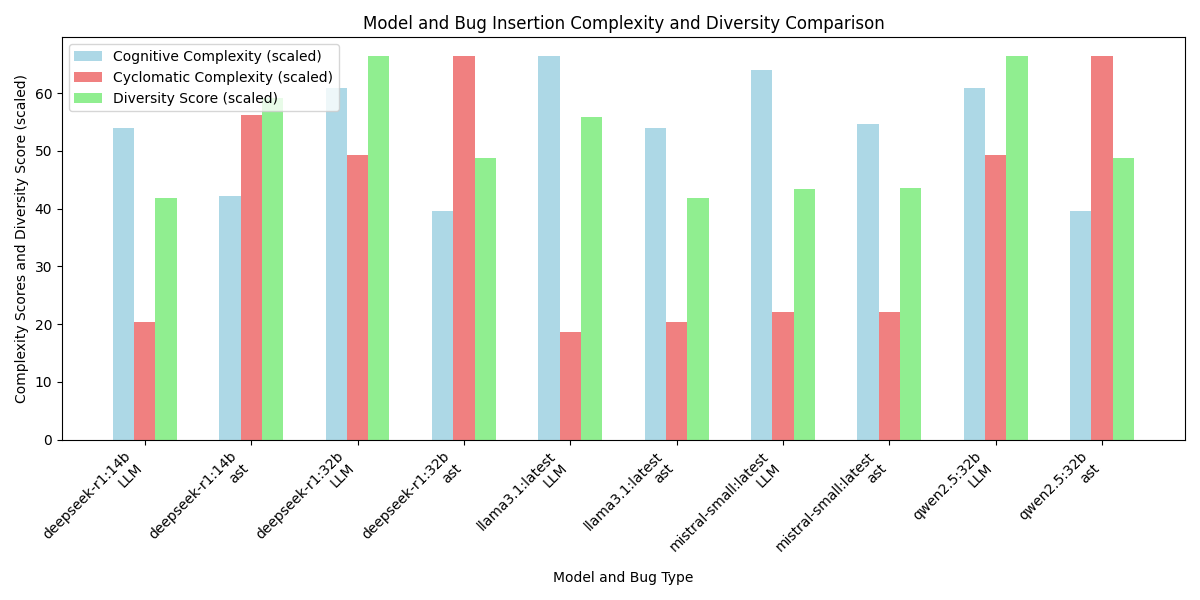 Model and Bug Insertion Complexity and Diversity Comparison
Cognitive Complexity (scaled)
Cyclomatic Complexity (scaled)
Diversity Score (scaled)
Complexity Scores and Diversity Score (scaled)
60
50
40
30
20
10
0
deepseek-r1:14b
LLM
deepseek-r1:14b
ast
deepseek-r1:32b
LLM
deepseek-r1:32b
ast
llama3.1:latest
LLM
llama3.1:latest
ast
mistral-small:latest
LLM
mistral-small:latest
ast
qwen2.5:32b
LLM
qwen2.5:32b
ast
Model and Bug Type